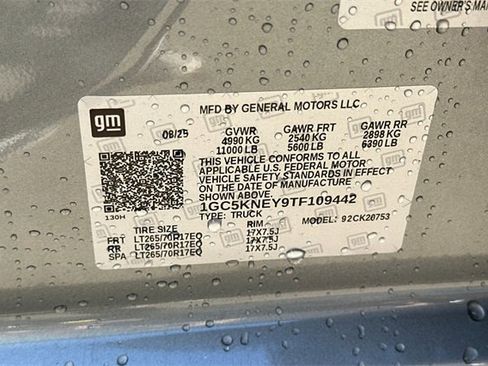 SEE OWNER'S MAN
gm
MFD BY GENERAL MOTORS LLC
08/25 GVWR GAWR FRT GAWR RR
4990 KG 2540 KG 2898 KG
11000 LB 5600 LB 6390 LB
THIS VEHICLE CONFORMS TO ALL
APPLICABLE U.S. FEDERAL MOTOR
VEHICLE SAFETY STANDARDS IN EFFECT
ON THE DATE OF MANUFACTURE
SHOWN ABOVE.
1GC5KNEY9TF109442
TYPE: TRUCK MODEL: 92CK20753
130H
TIRE SIZE RIM
FRT LT265/70R17EQ 17X7.5J
RR LT265/70R17EQ 17X7.5J
SPA LT265/70R17EQ 17X7.5J